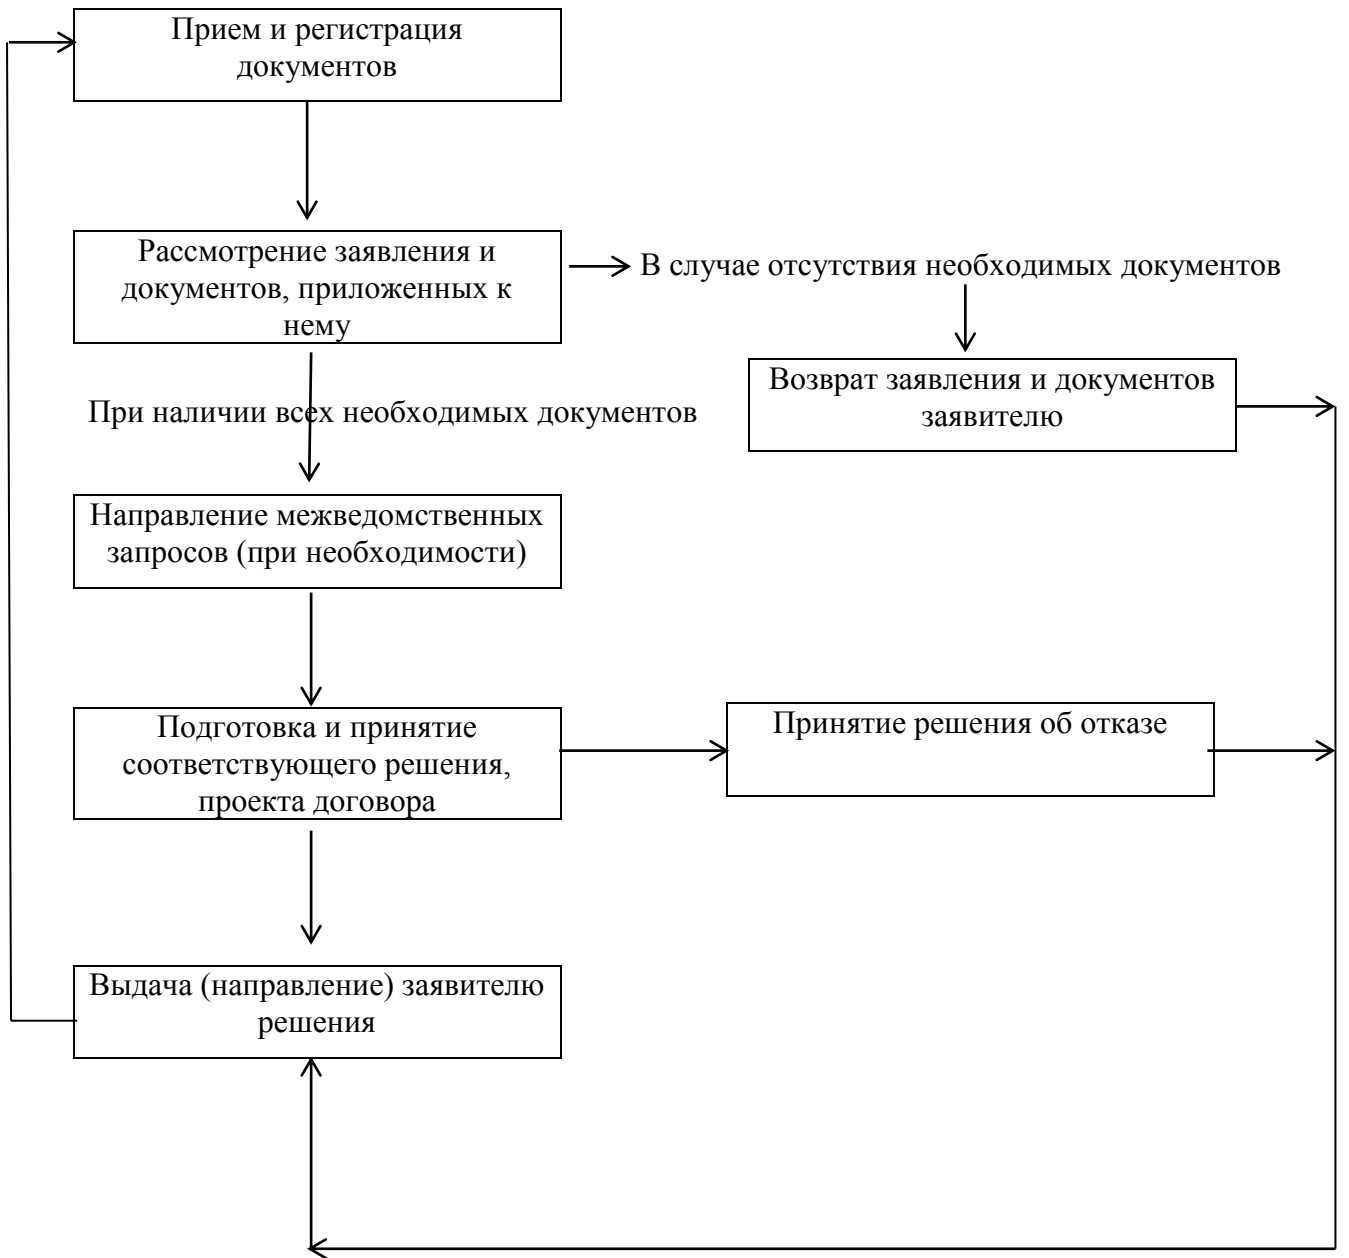 Прием и регистрация
документов
Рассмотрение заявления и
документов, приложенных к
нему
В случае отсутствия необходимых документов
Возврат заявления и документов
заявителю
При наличии всех необходимых документов
Направление межведомственных
запросов (при необходимости)
Подготовка и принятие
соответствующего решения,
проекта договора
Принятие решения об отказе
Выдача (направление) заявителю
решения